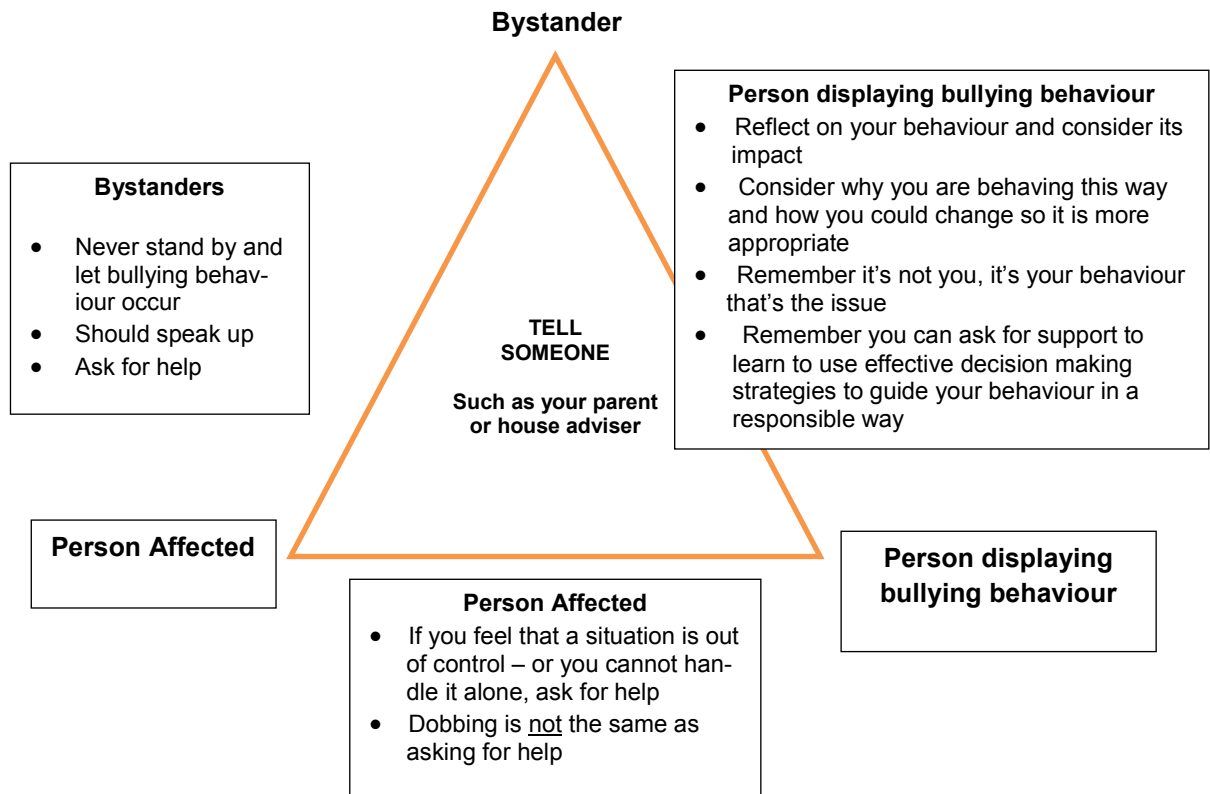 Bystander
Person displaying bullying behaviour
• Reflect on your behaviour and consider its
impact
• Consider why you are behaving this way
and how you could change so it is more
appropriate
• Remember it’s not you, it’s your behaviour
that’s the issue
• Remember you can ask for support to
learn to use effective decision making
strategies to guide your behaviour in a
responsible way
Bystanders
• Never stand by and
let bullying behav-
iour occur
• Should speak up
• Ask for help
TELL
SOMEONE
Such as your parent
or house adviser
Person Affected
Person displaying
bullying behaviour
Person Affected
• If you feel that a situation is out
of control – or you cannot han-
dle it alone, ask for help
• Dobbing is not the same as
asking for help